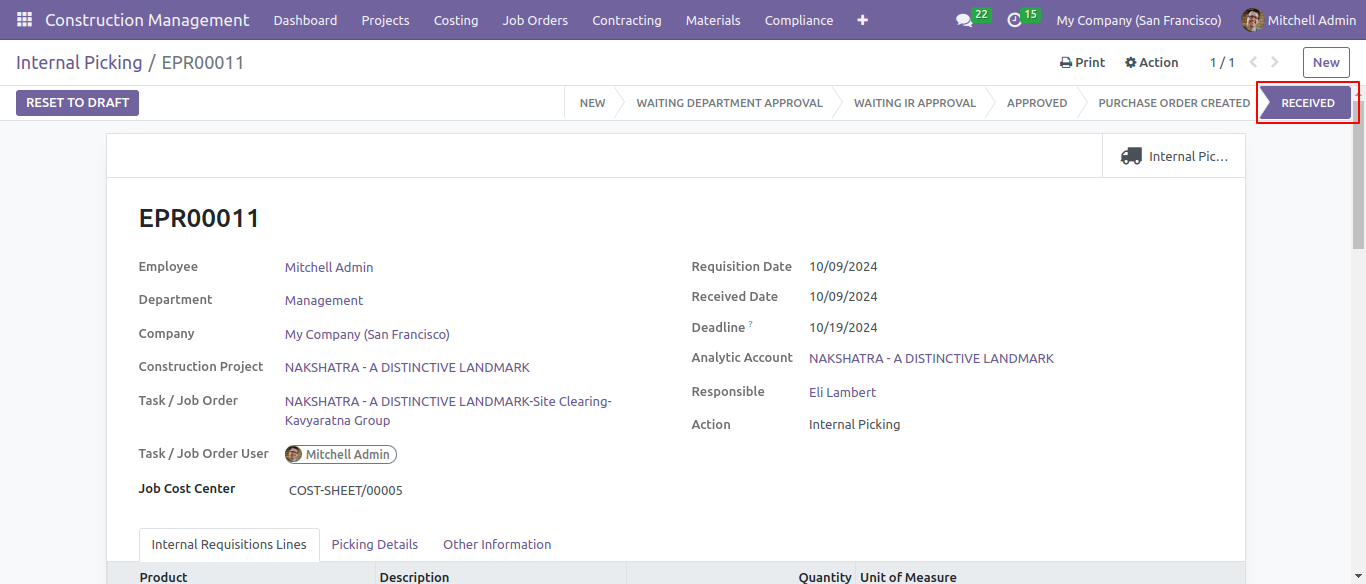 Construction Management Dashboard Projects Costing Job Orders Contracting Materials Compliance 22 15 My Company (San Francisco) Mitchell Admin
Internal Picking / EPR00011 Print Action 1 / 1 New
RESET TO DRAFT NEW WAITING DEPARTMENT APPROVAL WAITING IR APPROVAL APPROVED PURCHASE ORDER CREATED RECEIVED
Internal Pic...
EPR00011
Employee Mitchell Admin Requisition Date 10/09/2024
Department Management Received Date 10/09/2024
Company My Company (San Francisco) Deadline ? 10/19/2024
Construction Project NAKSHATRA - A DISTINCTIVE LANDMARK Analytic Account NAKSHATRA - A DISTINCTIVE LANDMARK
Task / Job Order NAKSHATRA - A DISTINCTIVE LANDMARK-Site Clearing- Responsible Eli Lambert
Kavyaratna Group Action Internal Picking
Task / Job Order User Mitchell Admin
Job Cost Center COST-SHEET/00005
Internal Requisitions Lines Picking Details Other Information
Product Description Quantity Unit of Measure